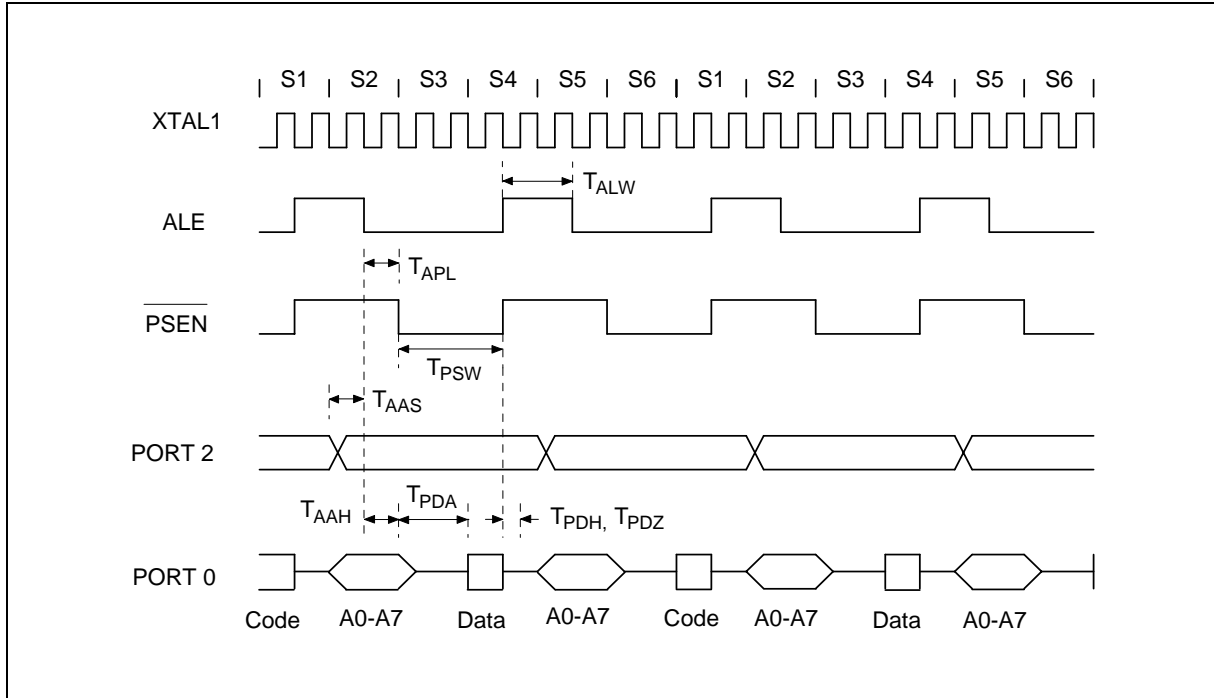 S1 S2 S3 S4 S5 S6 S1 S2 S3 S4 S5 S6
XTAL1
TALW
ALE
TAPL
PSEN
TPSW
TAAS
PORT 2
TAAH TPDA TPDH, TPDZ
PORT 0
Code A0-A7 Data A0-A7 Code A0-A7 Data A0-A7